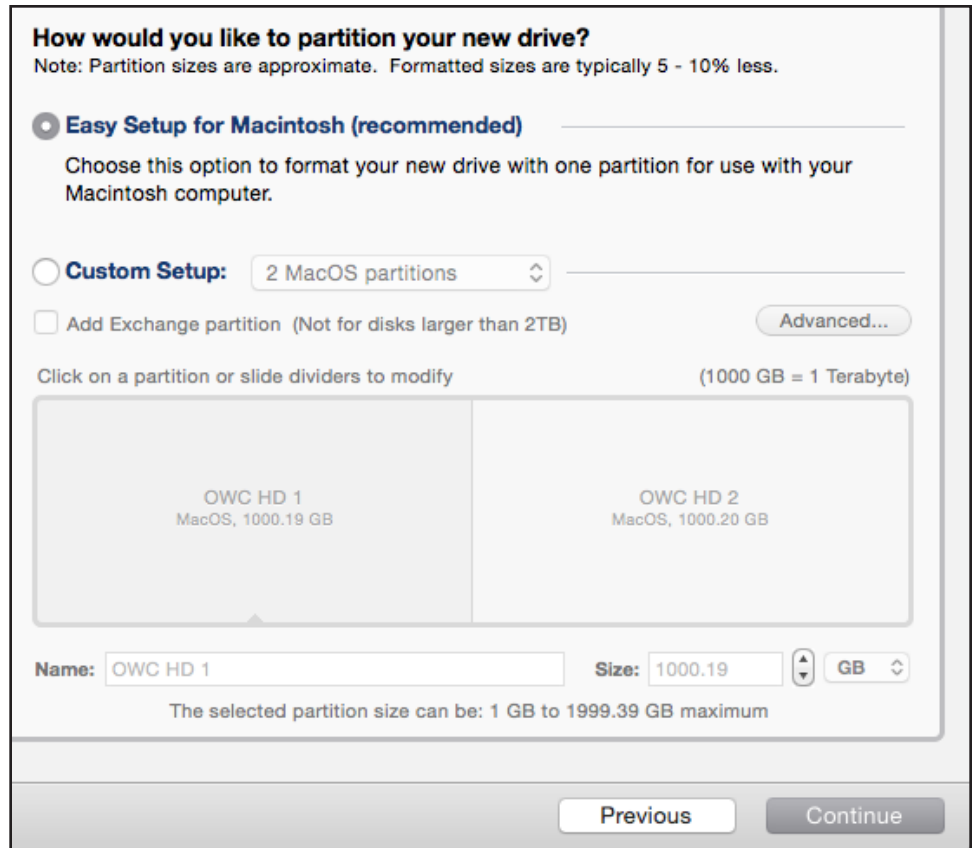 How would you like to partition your new drive?
Note: Partition sizes are approximate.  Formatted sizes are typically 5 - 10% less.
Easy Setup for Macintosh (recommended)
Choose this option to format your new drive with one partition for use with your
Macintosh computer.
Custom Setup: 2 MacOS partitions
Add Exchange partition  (Not for disks larger than 2TB) Advanced...
Click on a partition or slide dividers to modify (1000 GB = 1 Terabyte)
OWC HD 1
MacOS, 1000.19 GB
OWC HD 2
MacOS, 1000.20 GB
Name: OWC HD 1 Size: 1000.19 GB
The selected partition size can be: 1 GB to 1999.39 GB maximum
Previous Continue